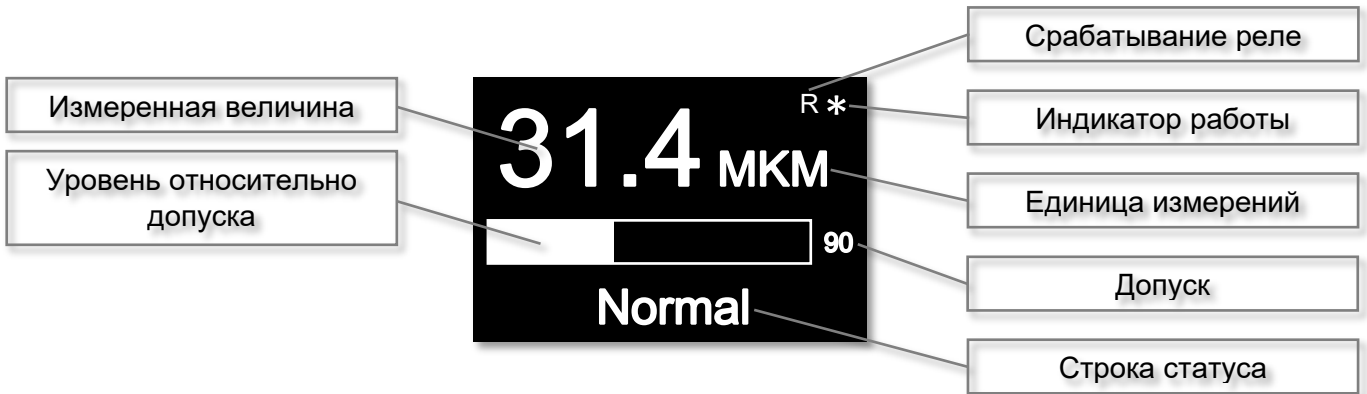 Срабатывание реле
Измеренная величина
R *
Индикатор работы
31.4 мкм
Уровень относительно
допуска
Единица измерений
90
Допуск
Normal
Строка статуса